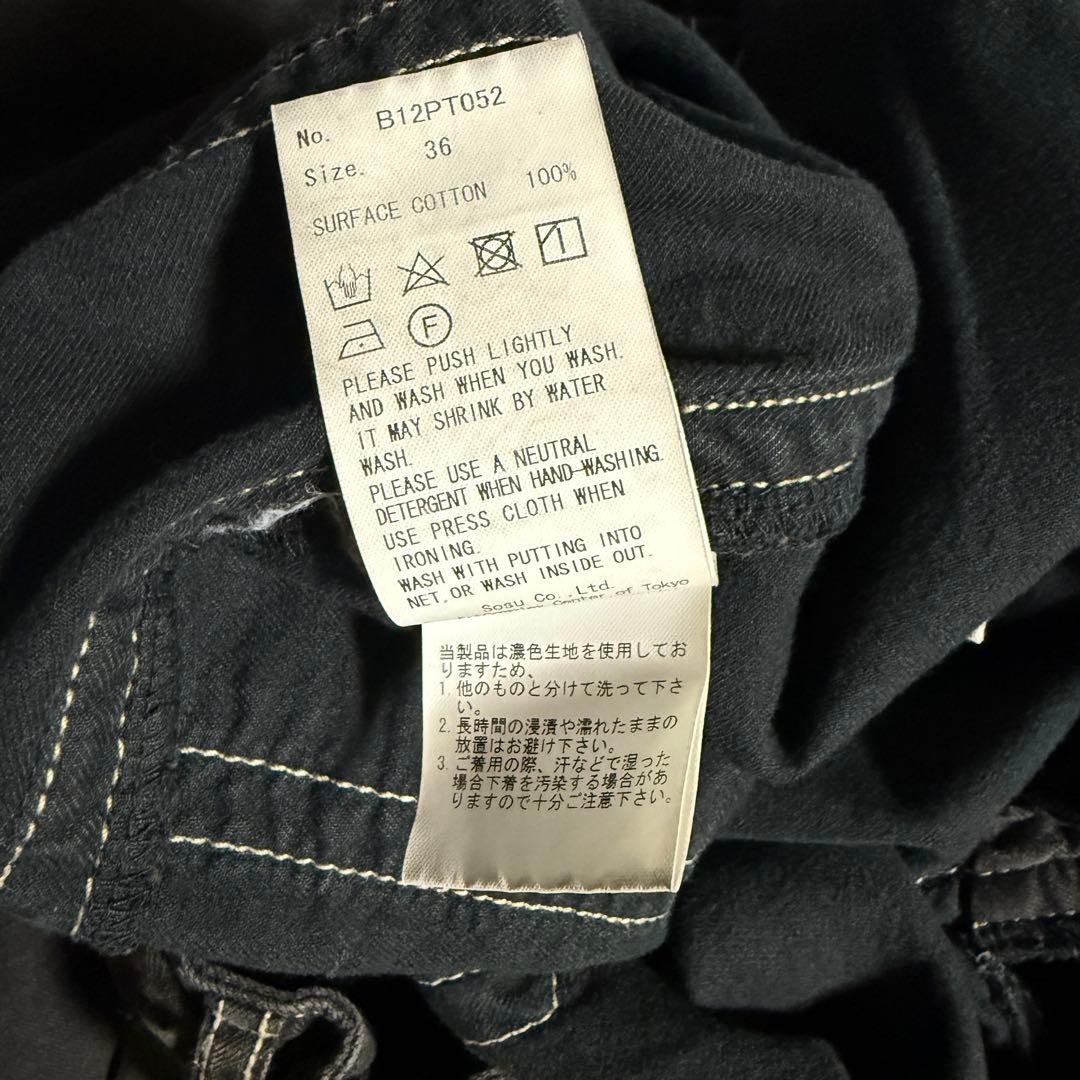 No. B12PT052
Size. 36
SURFACE COTTON 100%
F
PLEASE PUSH LIGHTLY
AND WASH WHEN YOU WASH.
IT MAY SHRINK BY WATER
WASH.
PLEASE USE A NEUTRAL
DETERGENT WHEN HAND-WASHING.
USE PRESS CLOTH WHEN
IRONING.
WASH WITH PUTTING INTO
NET.OR WASH INSIDE OUT.
Sosu Co.,Ltd.
Center of Tokyo
当製品は濃色生地を使用してお
りますため、
1.他のものと分けて洗って下さ
い。
2.長時間の浸漬や濡れたままの
放置はお避け下さい。
3.ご着用の際、汗などで湿った
場合下着を汚染する場合があ
りますので十分ご注意下さい。